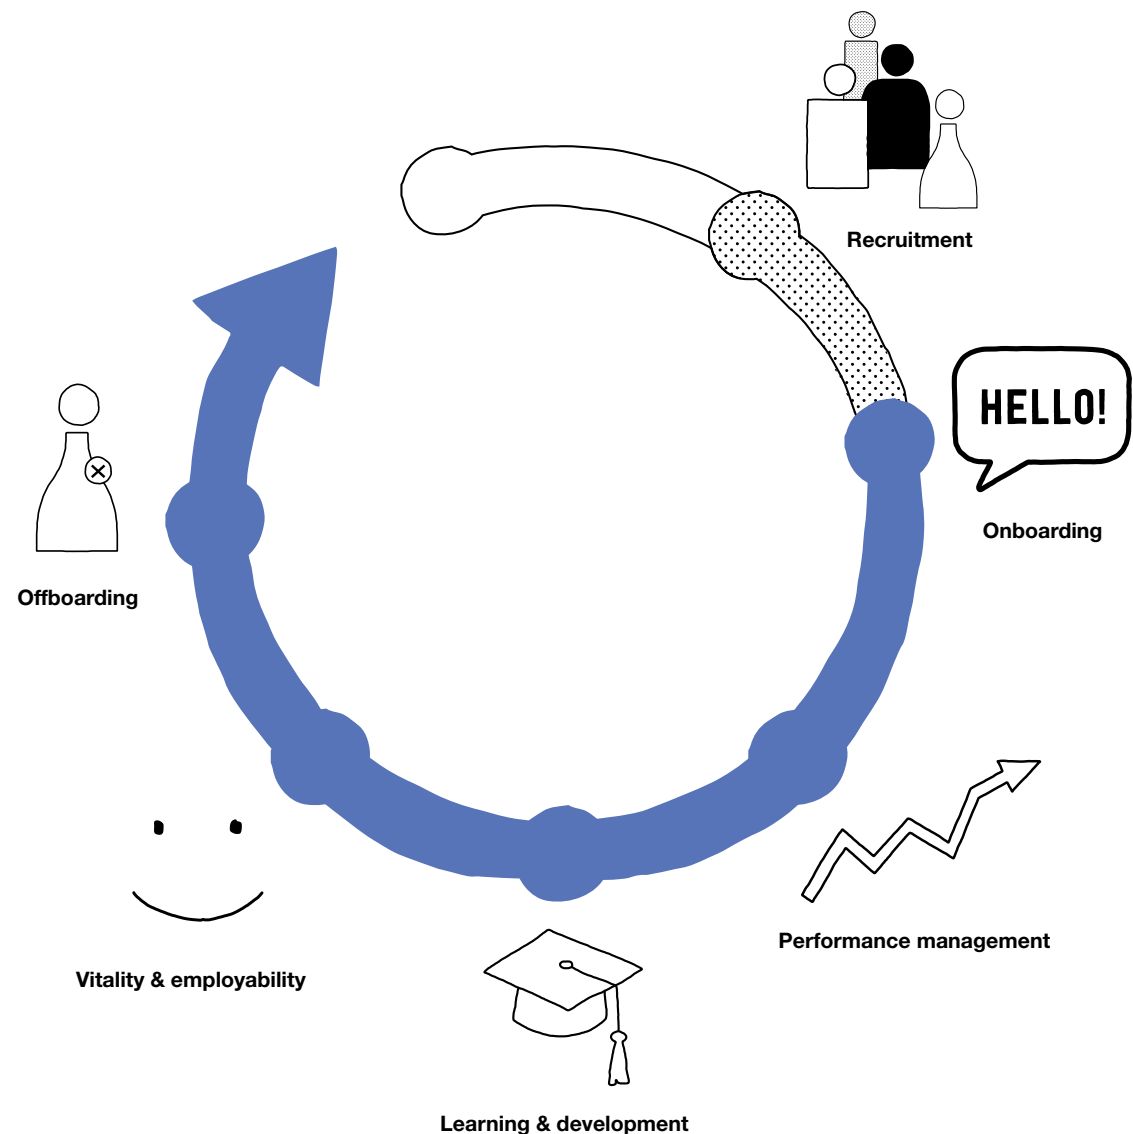 Recruitment
HELLO!
Onboarding
Performance management
Learning & development
Vitality & employability
Offboarding